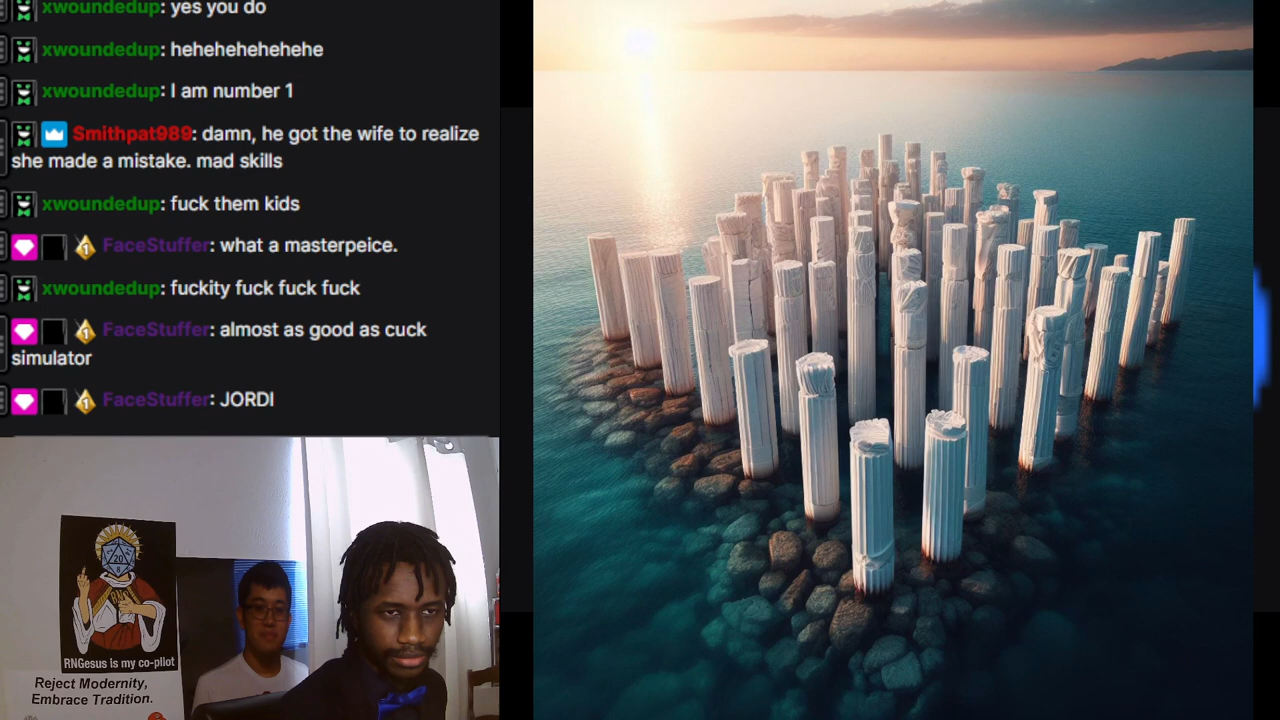 xwoundedup: yes you do
xwoundedup: hehehehehehehe
xwoundedup: I am number 1
Smithpat989: damn, he got the wife to realize
she made a mistake. mad skills
xwoundedup: fuck them kids
FaceStuffer: what a masterpeice.
xwoundedup: fuckity fuck fuck fuck
FaceStuffer: almost as good as cuck
simulator
FaceStuffer: JORDI
20
8
RNGesus is my co-pilot
Reject Modernity,
Embrace Tradition.